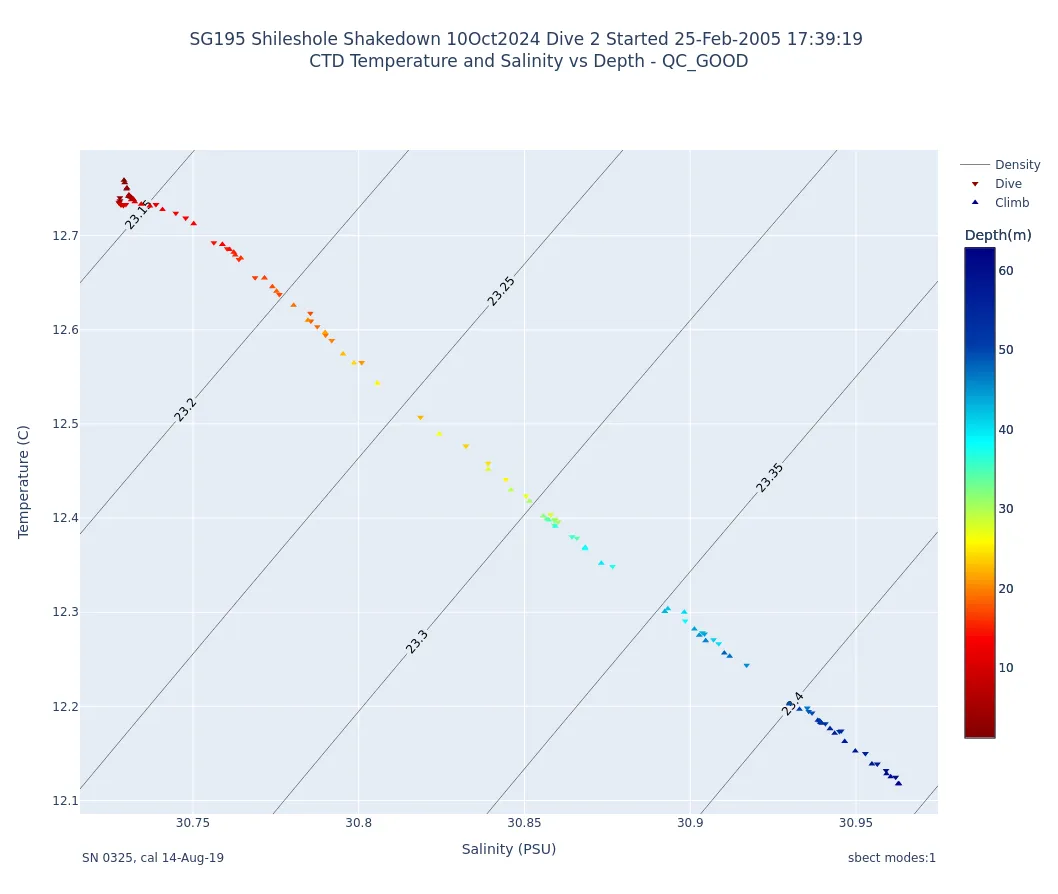 SG195 Shileshole Shakedown 10Oct2024 Dive 2 Started 25-Feb-2005 17:39:19
CTD Temperature and Salinity vs Depth - QC_GOOD
Density
Dive
Climb
Depth(m)
60
50
40
30
20
10
12.7
12.6
12.5
12.4
12.3
12.2
12.1
Temperature (C)
23.15
23.2
23.25
23.3
23.35
23.4
30.75
30.8
30.85
30.9
30.95
Salinity (PSU)
SN 0325, cal 14-Aug-19
sbect modes:1